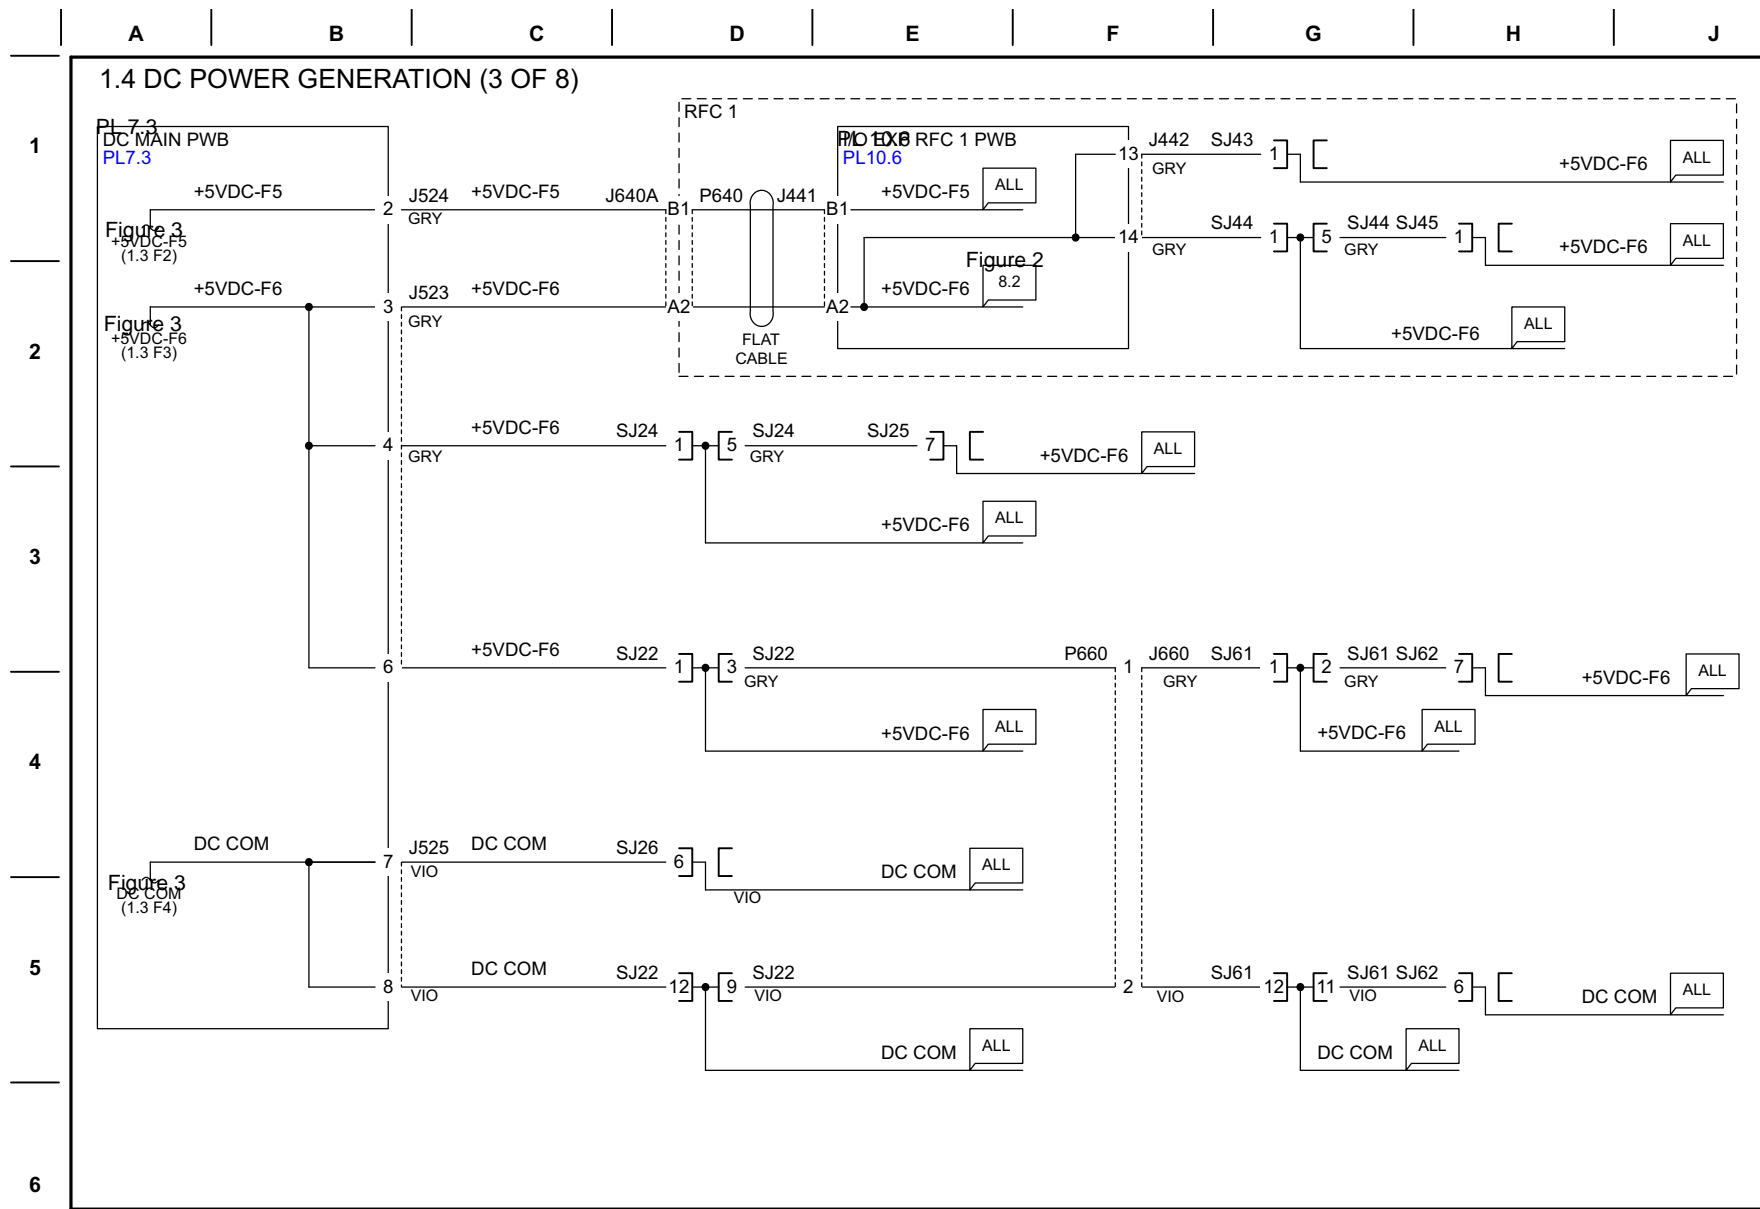 A B C D E F G H J
1.4 DC POWER GENERATION (3 OF 8)
RFC 1
1
PL 7.3
DC MAIN PWB
PL7.3
PL 10.6
I/O EXP RFC 1 PWB
PL10.6
13 J442 SJ43 1 +5VDC-F6 ALL
GRY
+5VDC-F5 2 J524 +5VDC-F5 J640A B1 P640 J441 B1 +5VDC-F5 ALL
GRY
Figure 3
+5VDC-F5
(1.3 F2)
14 SJ44 1 5 SJ44 SJ45 1 +5VDC-F6 ALL
GRY GRY
Figure 2
+5VDC-F6 3 J523 +5VDC-F6 A2 A2 +5VDC-F6 8.2
GRY
Figure 3
+5VDC-F6
(1.3 F3)
2
FLAT
CABLE
+5VDC-F6 ALL
4 +5VDC-F6 SJ24 1 5 SJ24 SJ25 7 +5VDC-F6 ALL
GRY GRY
+5VDC-F6 ALL
3
6 +5VDC-F6 SJ22 1 3 SJ22 P660 1 J660 SJ61 1 2 SJ61 SJ62 7 +5VDC-F6 ALL
GRY GRY GRY
+5VDC-F6 ALL +5VDC-F6 ALL
4
DC COM 7 J525 DC COM SJ26 6 DC COM ALL
VIO VIO
Figure 3
DC COM
(1.3 F4)
5
8 DC COM SJ22 12 9 SJ22 2 SJ61 12 11 SJ61 SJ62 6 DC COM ALL
VIO VIO VIO VIO
DC COM ALL DC COM ALL
6